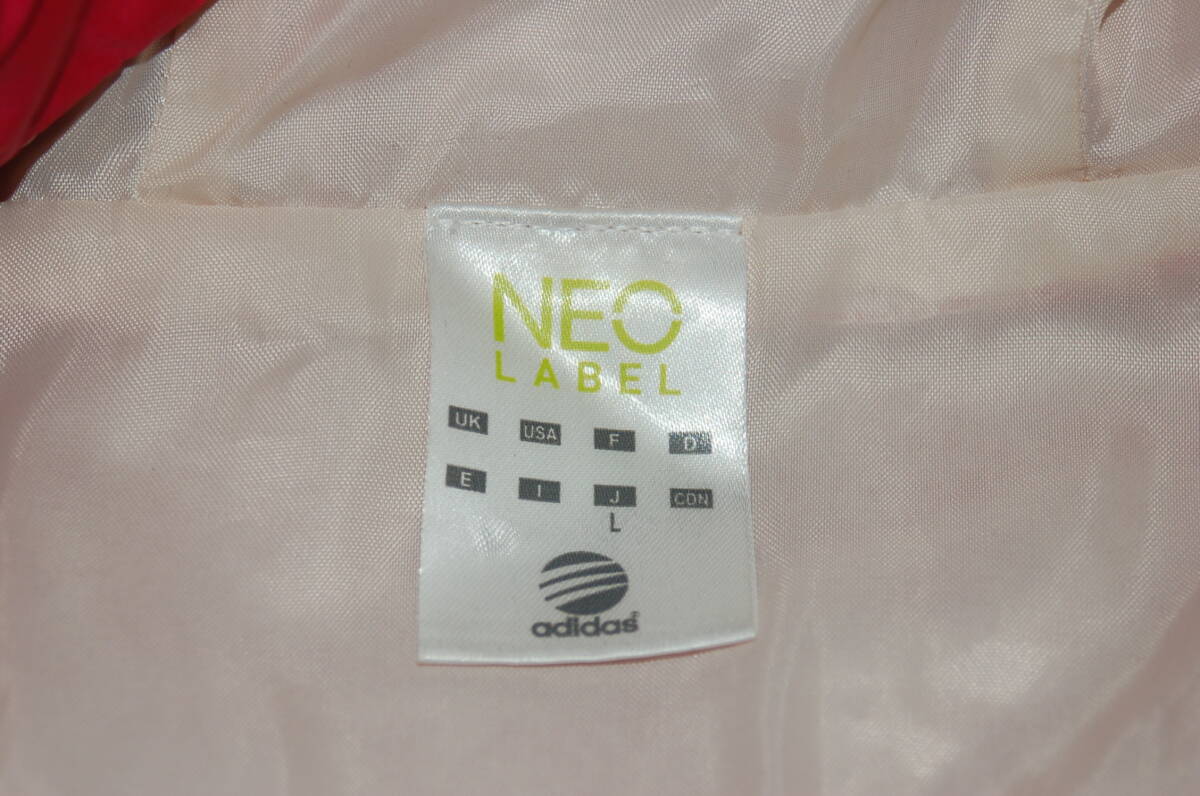 NEO
LABEL
UK USA F D
E I J CDN
L
adidas®